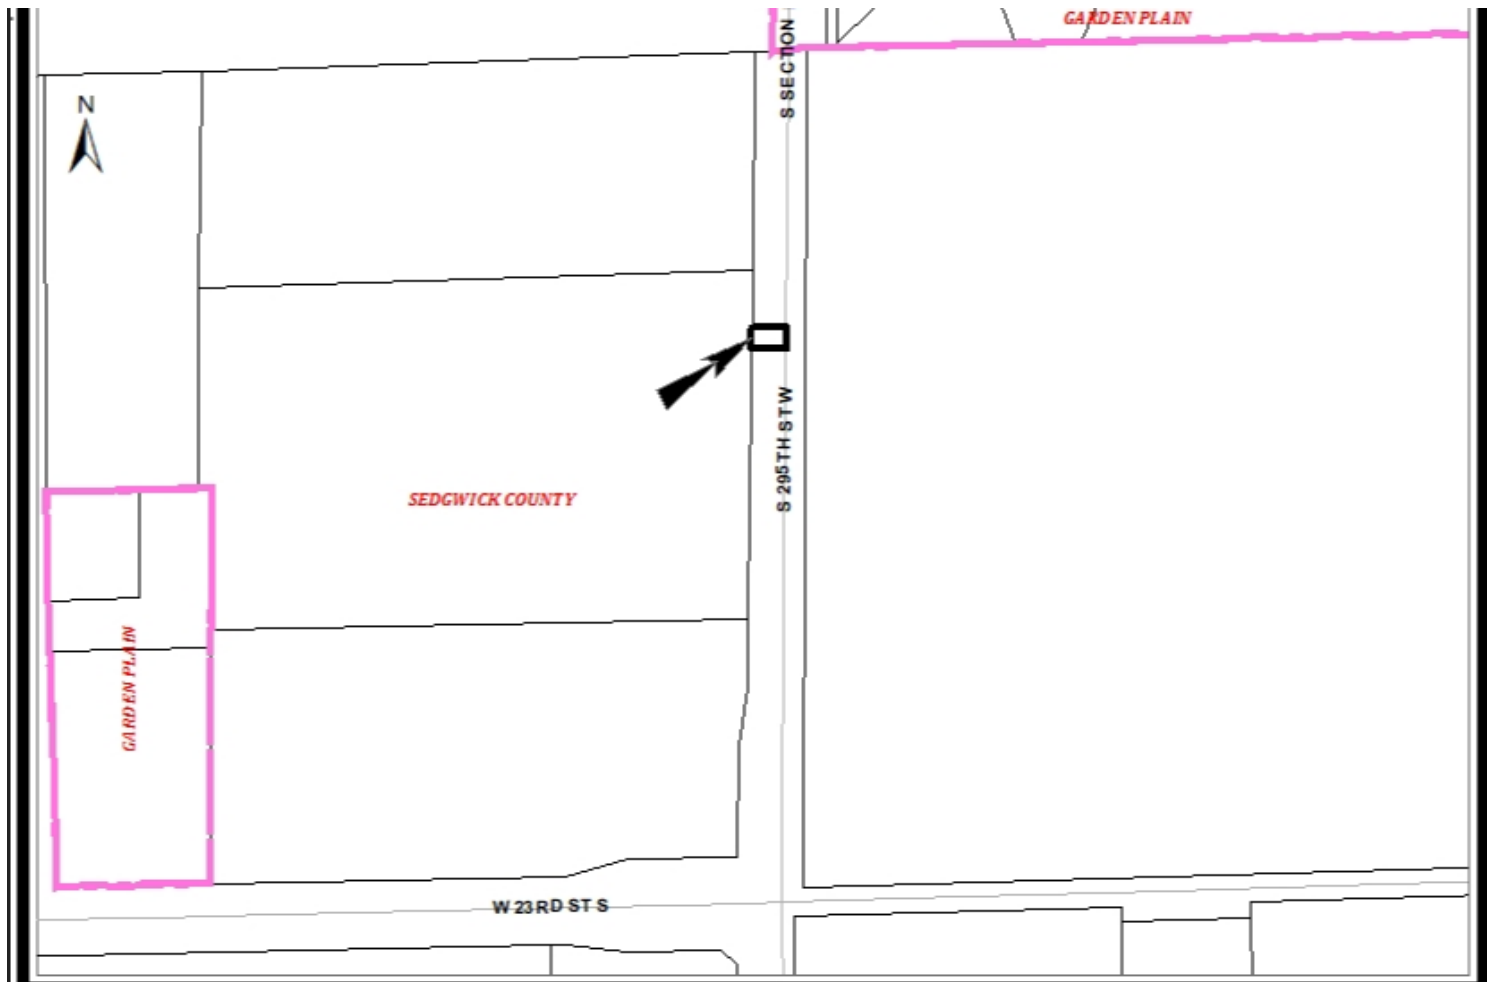 GARDEN PLAIN
S SECTION
N
S 295TH ST W
SEDGWICK COUNTY
GARDEN PLAIN
W 23RD ST S